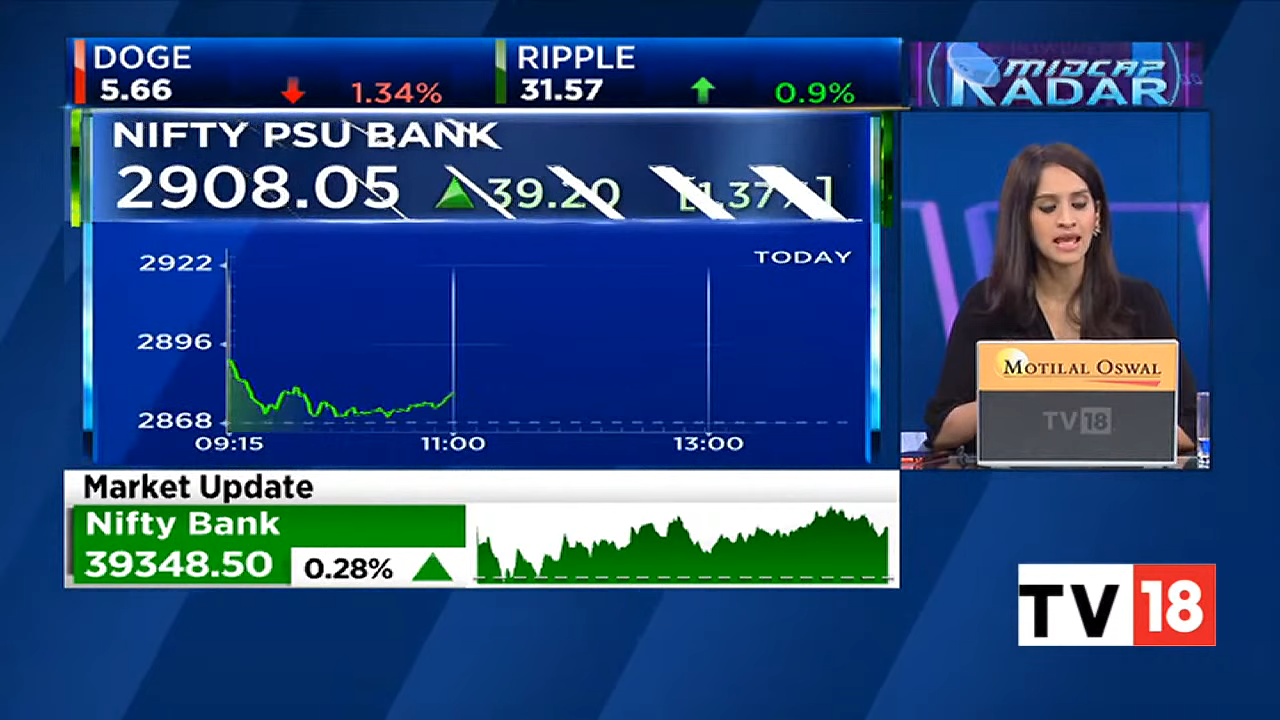 DOGE
5.66 1.34%
RIPPLE
31.57 0.9%
MIDCAP
RADAR
NIFTY PSU BANK
2908.05 39.20 [1.37%]
TODAY
2922
2896
2868
09:15 11:00 13:00
MOTILAL OSWAL
TV18
Market Update
Nifty Bank
39348.50 0.28%
TV18